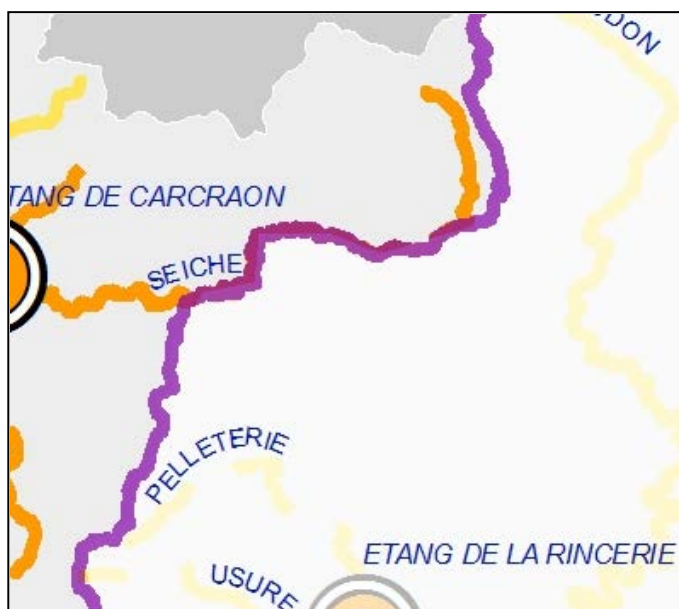 DON
TANG DE CARCRAON
SEICHE
PELLETERIE
ETANG DE LA RINCERIE
USURE